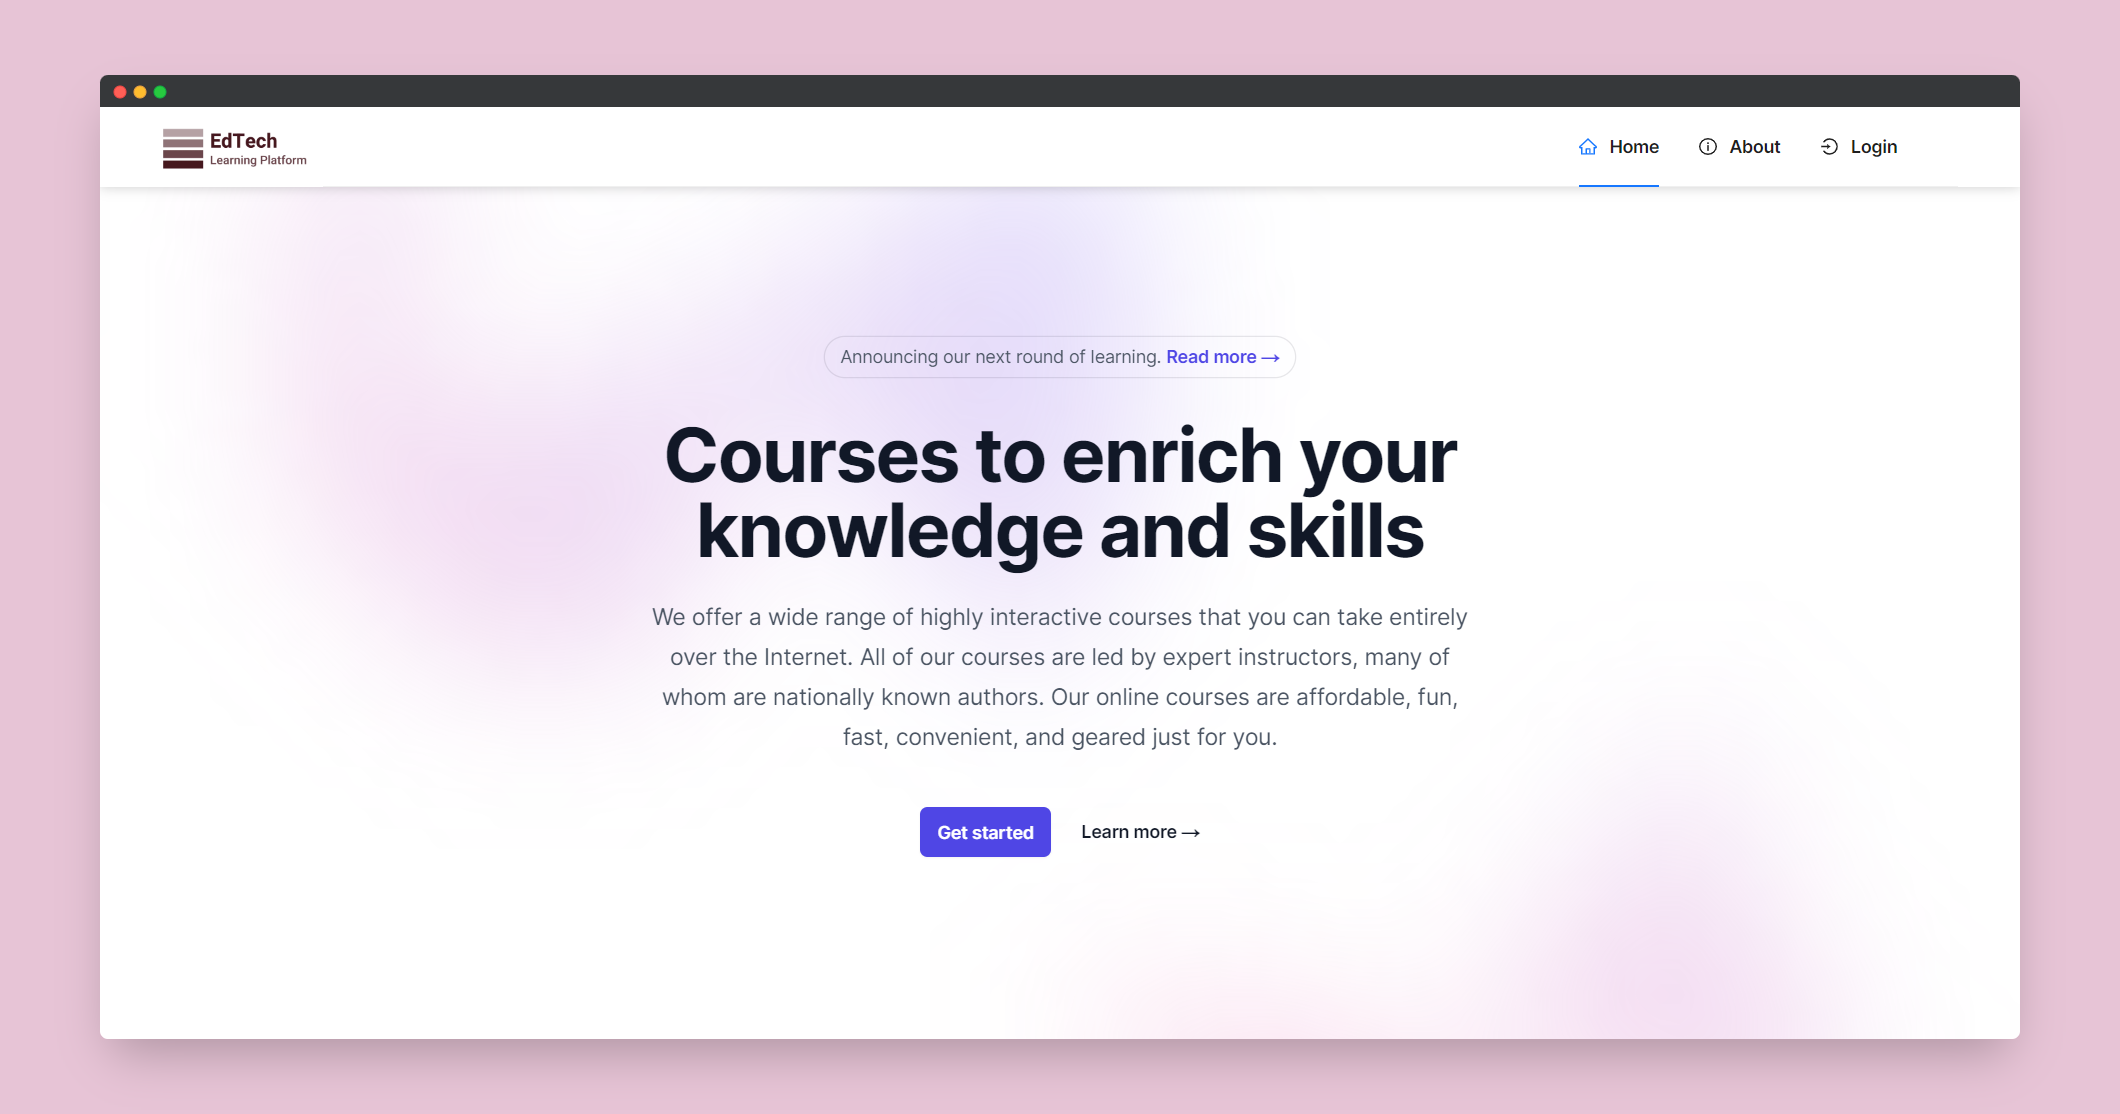 EdTech
Learning Platform
Home
About
Login
Announcing our next round of learning. Read more →
Courses to enrich your
knowledge and skills
We offer a wide range of highly interactive courses that you can take entirely
over the Internet. All of our courses are led by expert instructors, many of
whom are nationally known authors. Our online courses are affordable, fun,
fast, convenient, and geared just for you.
Get started
Learn more →